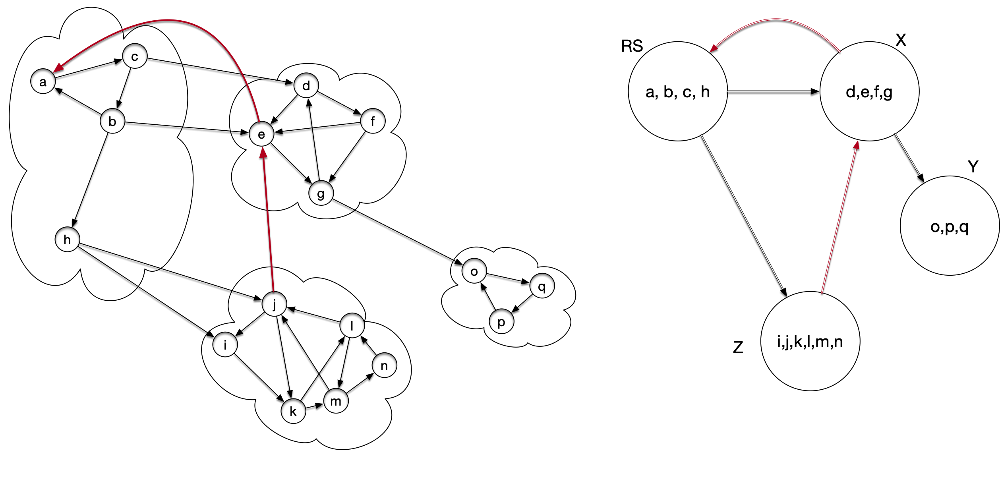 c
a
d
b
f
e
g
h
o
q
j
p
l
i
n
m
k
RS
X
a, b, c, h
d,e,f,g
Y
o,p,q
Z
i,j,k,l,m,n